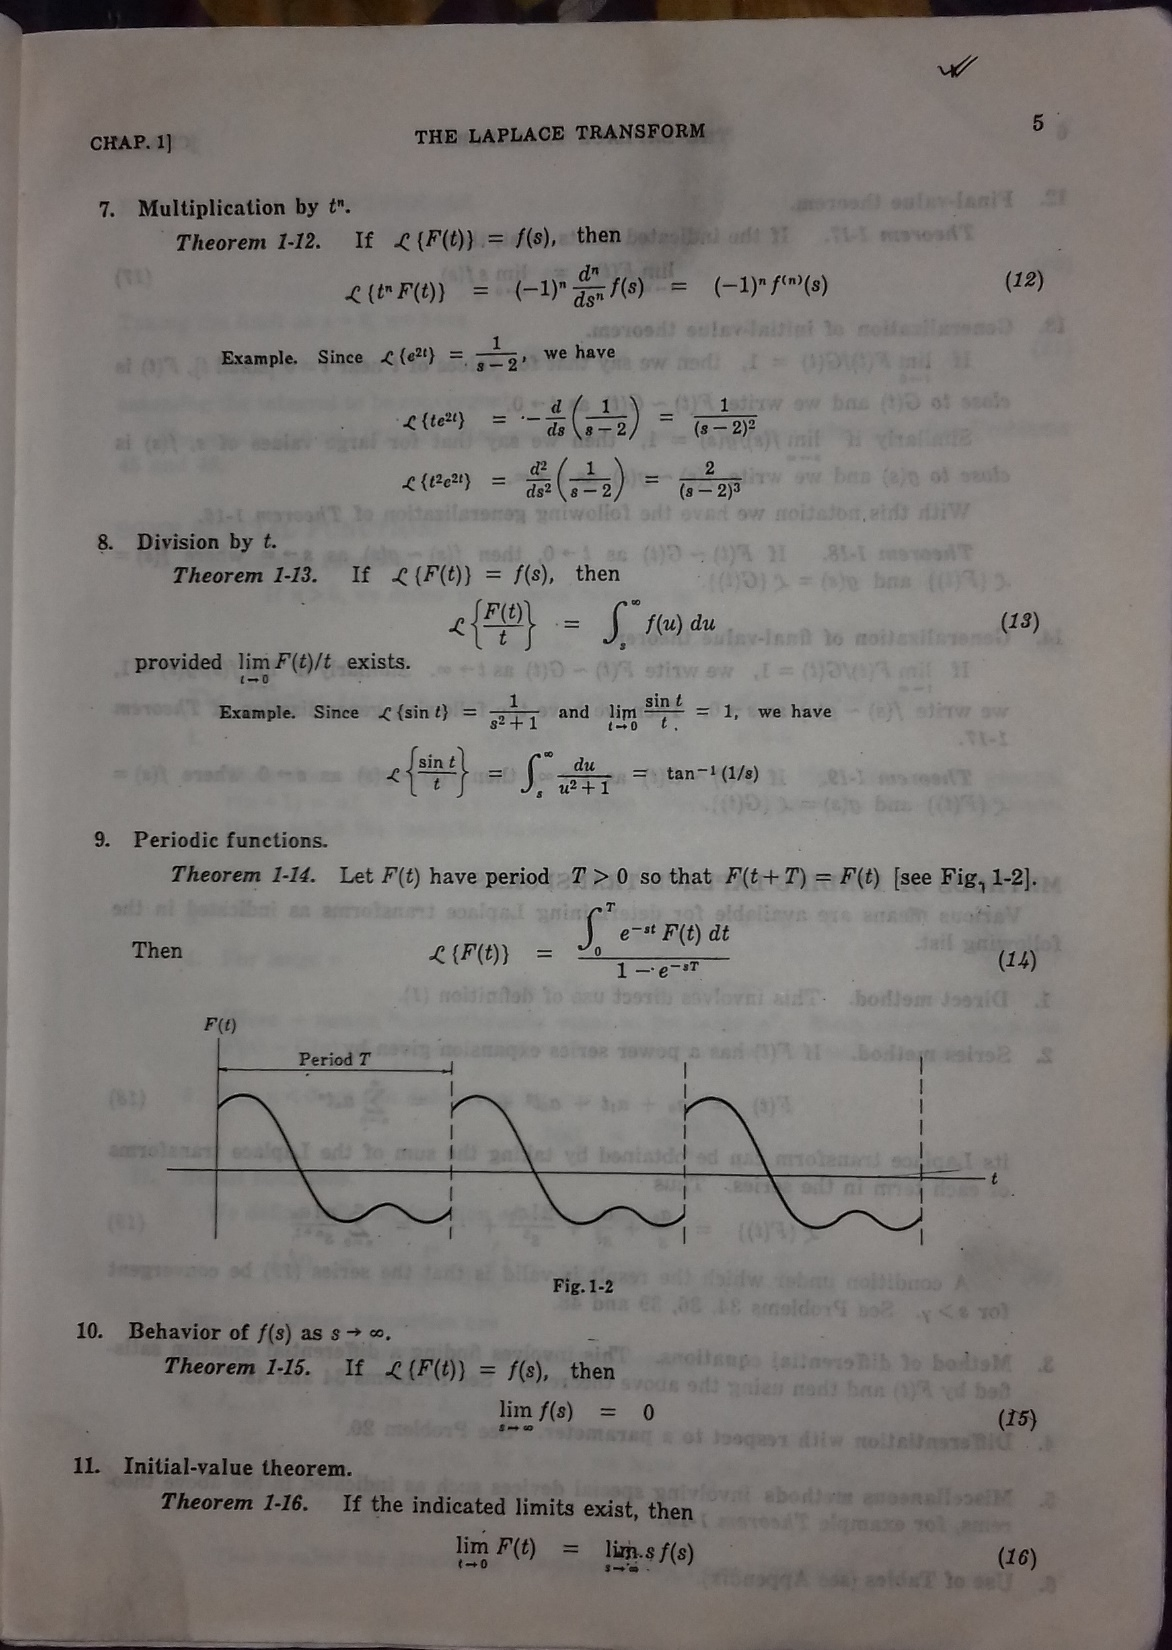 CHAP. 1] THE LAPLACE TRANSFORM 5
7. Multiplication by tⁿ.
Theorem 1-12. If ℒ{F(t)} = f(s), then
ℒ{tⁿ F(t)} = (−1)ⁿ dⁿ/dsⁿ f(s) = (−1)ⁿ f⁽ⁿ⁾(s) (12)
Example. Since ℒ{e²ᵗ} = 1/(s − 2), we have
ℒ{te²ᵗ} = −d/ds (1/(s − 2)) = 1/(s − 2)²
ℒ{t²e²ᵗ} = d²/ds² (1/(s − 2)) = 2/(s − 2)³
8. Division by t.
Theorem 1-13. If ℒ{F(t)} = f(s), then
ℒ{F(t)/t} = ∫ₛ^∞ f(u) du (13)
provided lim_{t→0} F(t)/t exists.
Example. Since ℒ{sin t} = 1/(s² + 1) and lim_{t→0} sin t/t = 1, we have
ℒ{sin t/t} = ∫ₛ^∞ du/(u² + 1) = tan⁻¹ (1/s)
9. Periodic functions.
Theorem 1-14. Let F(t) have period T > 0 so that F(t + T) = F(t) [see Fig. 1-2].
Then ℒ{F(t)} = ∫₀^T e^{−st} F(t) dt / (1 − e^{−sT}) (14)
F(t)
Period T
t
Fig. 1-2
10. Behavior of f(s) as s → ∞.
Theorem 1-15. If ℒ{F(t)} = f(s), then
lim_{s→∞} f(s) = 0 (15)
11. Initial-value theorem.
Theorem 1-16. If the indicated limits exist, then
lim_{t→0} F(t) = lim_{s→∞} s f(s) (16)